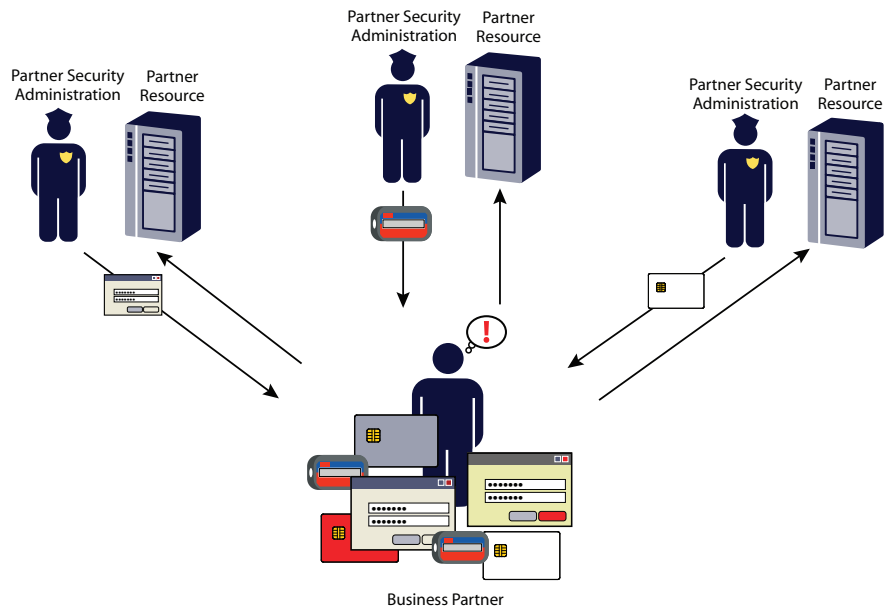 Partner Security
Administration
Partner
Resource
Partner Security
Administration
Partner
Resource
Partner Security
Administration
Partner
Resource
!
Business Partner